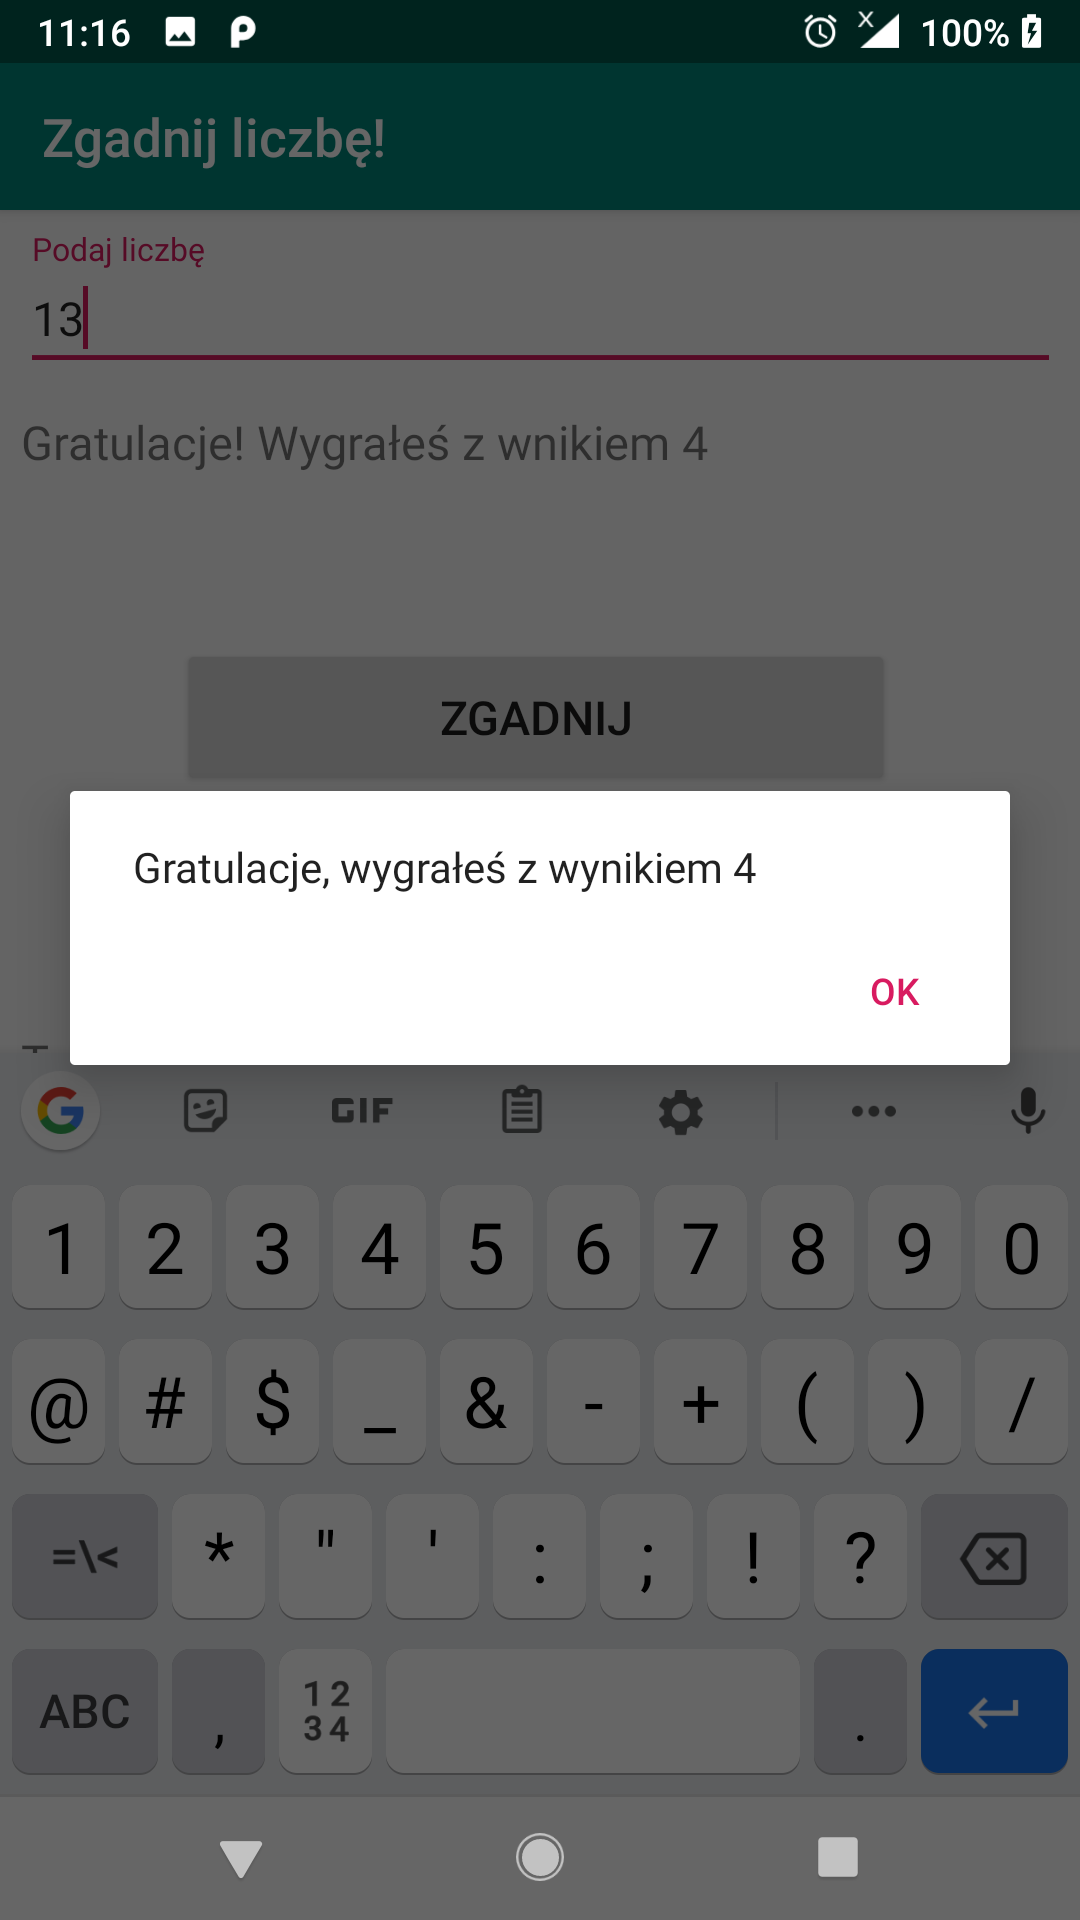 11:16 100%
Zgadnij liczbę!
Podaj liczbę
13
Gratulacje! Wygrałeś z wnikiem 4
ZGADNIJ
Gratulacje, wygrałeś z wynikiem 4
OK
GIF
1 2 3 4 5 6 7 8 9 0
@ # $ _ & - + ( ) /
=\< * " ' : ; ! ?
ABC , 12 .
34